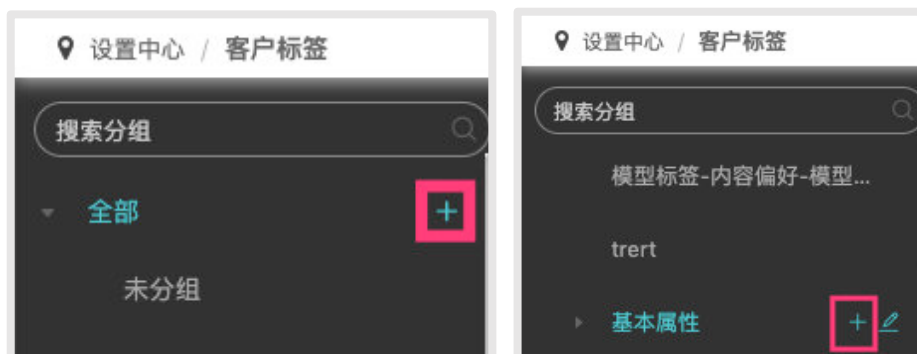 设置中心 / 客户标签
搜索分组
全部
未分组
设置中心 / 客户标签
搜索分组
模型标签-内容偏好-模型...
trert
基本属性